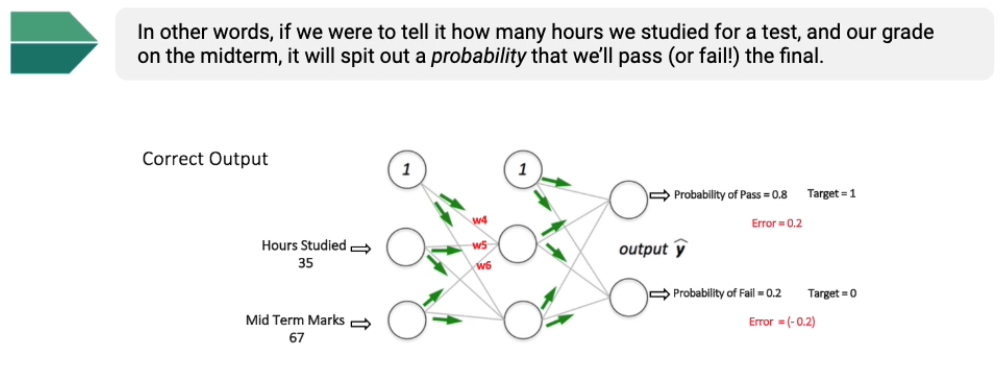 In other words, if we were to tell it how many hours we studied for a test, and our grade
on the midterm, it will spit out a probability that we'll pass (or fail!) the final.
Correct Output
1
1
Probability of Pass = 0.8
Target = 1
w4
Error = 0.2
Hours Studied
w5
output ŷ
35
w6
Probability of Fail = 0.2
Target = 0
Mid Term Marks
Error = (- 0.2)
67